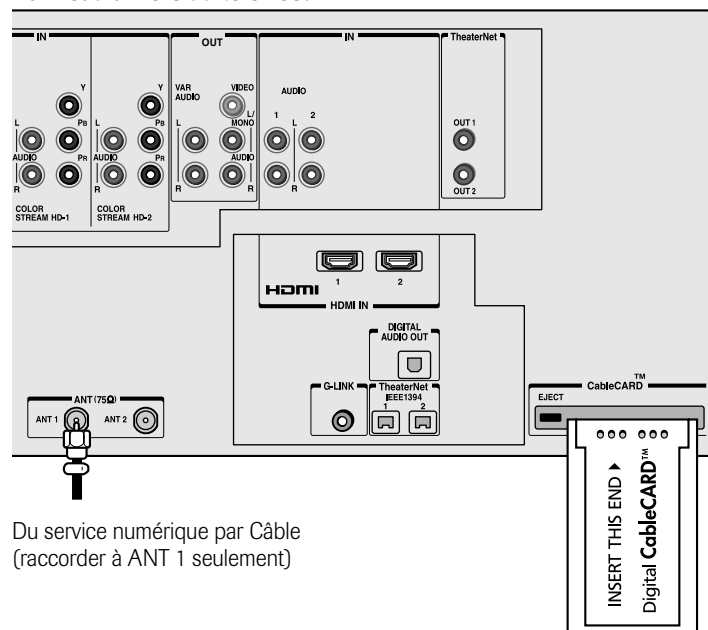 IN
OUT
IN
TheaterNet
Y
Y
VAR
AUDIO
VIDEO
AUDIO
L
PB
L
PB
L
L/
MONO
1
2
L
OUT 1
AUDIO
PR
AUDIO
PR
AUDIO
R
R
R
R
R
OUT 2
COLOR
STREAM HD-1
COLOR
STREAM HD-2
HDMI
1
2
HDMI IN
DIGITAL
AUDIO OUT
G-LINK
TheaterNet
IEEE1394
1
2
CableCARD™
EJECT
ANT (75Ω)
ANT 1
ANT 2
INSERT THIS END
Digital CableCARD™
Du service numérique par Câble
(raccorder à ANT 1 seulement)